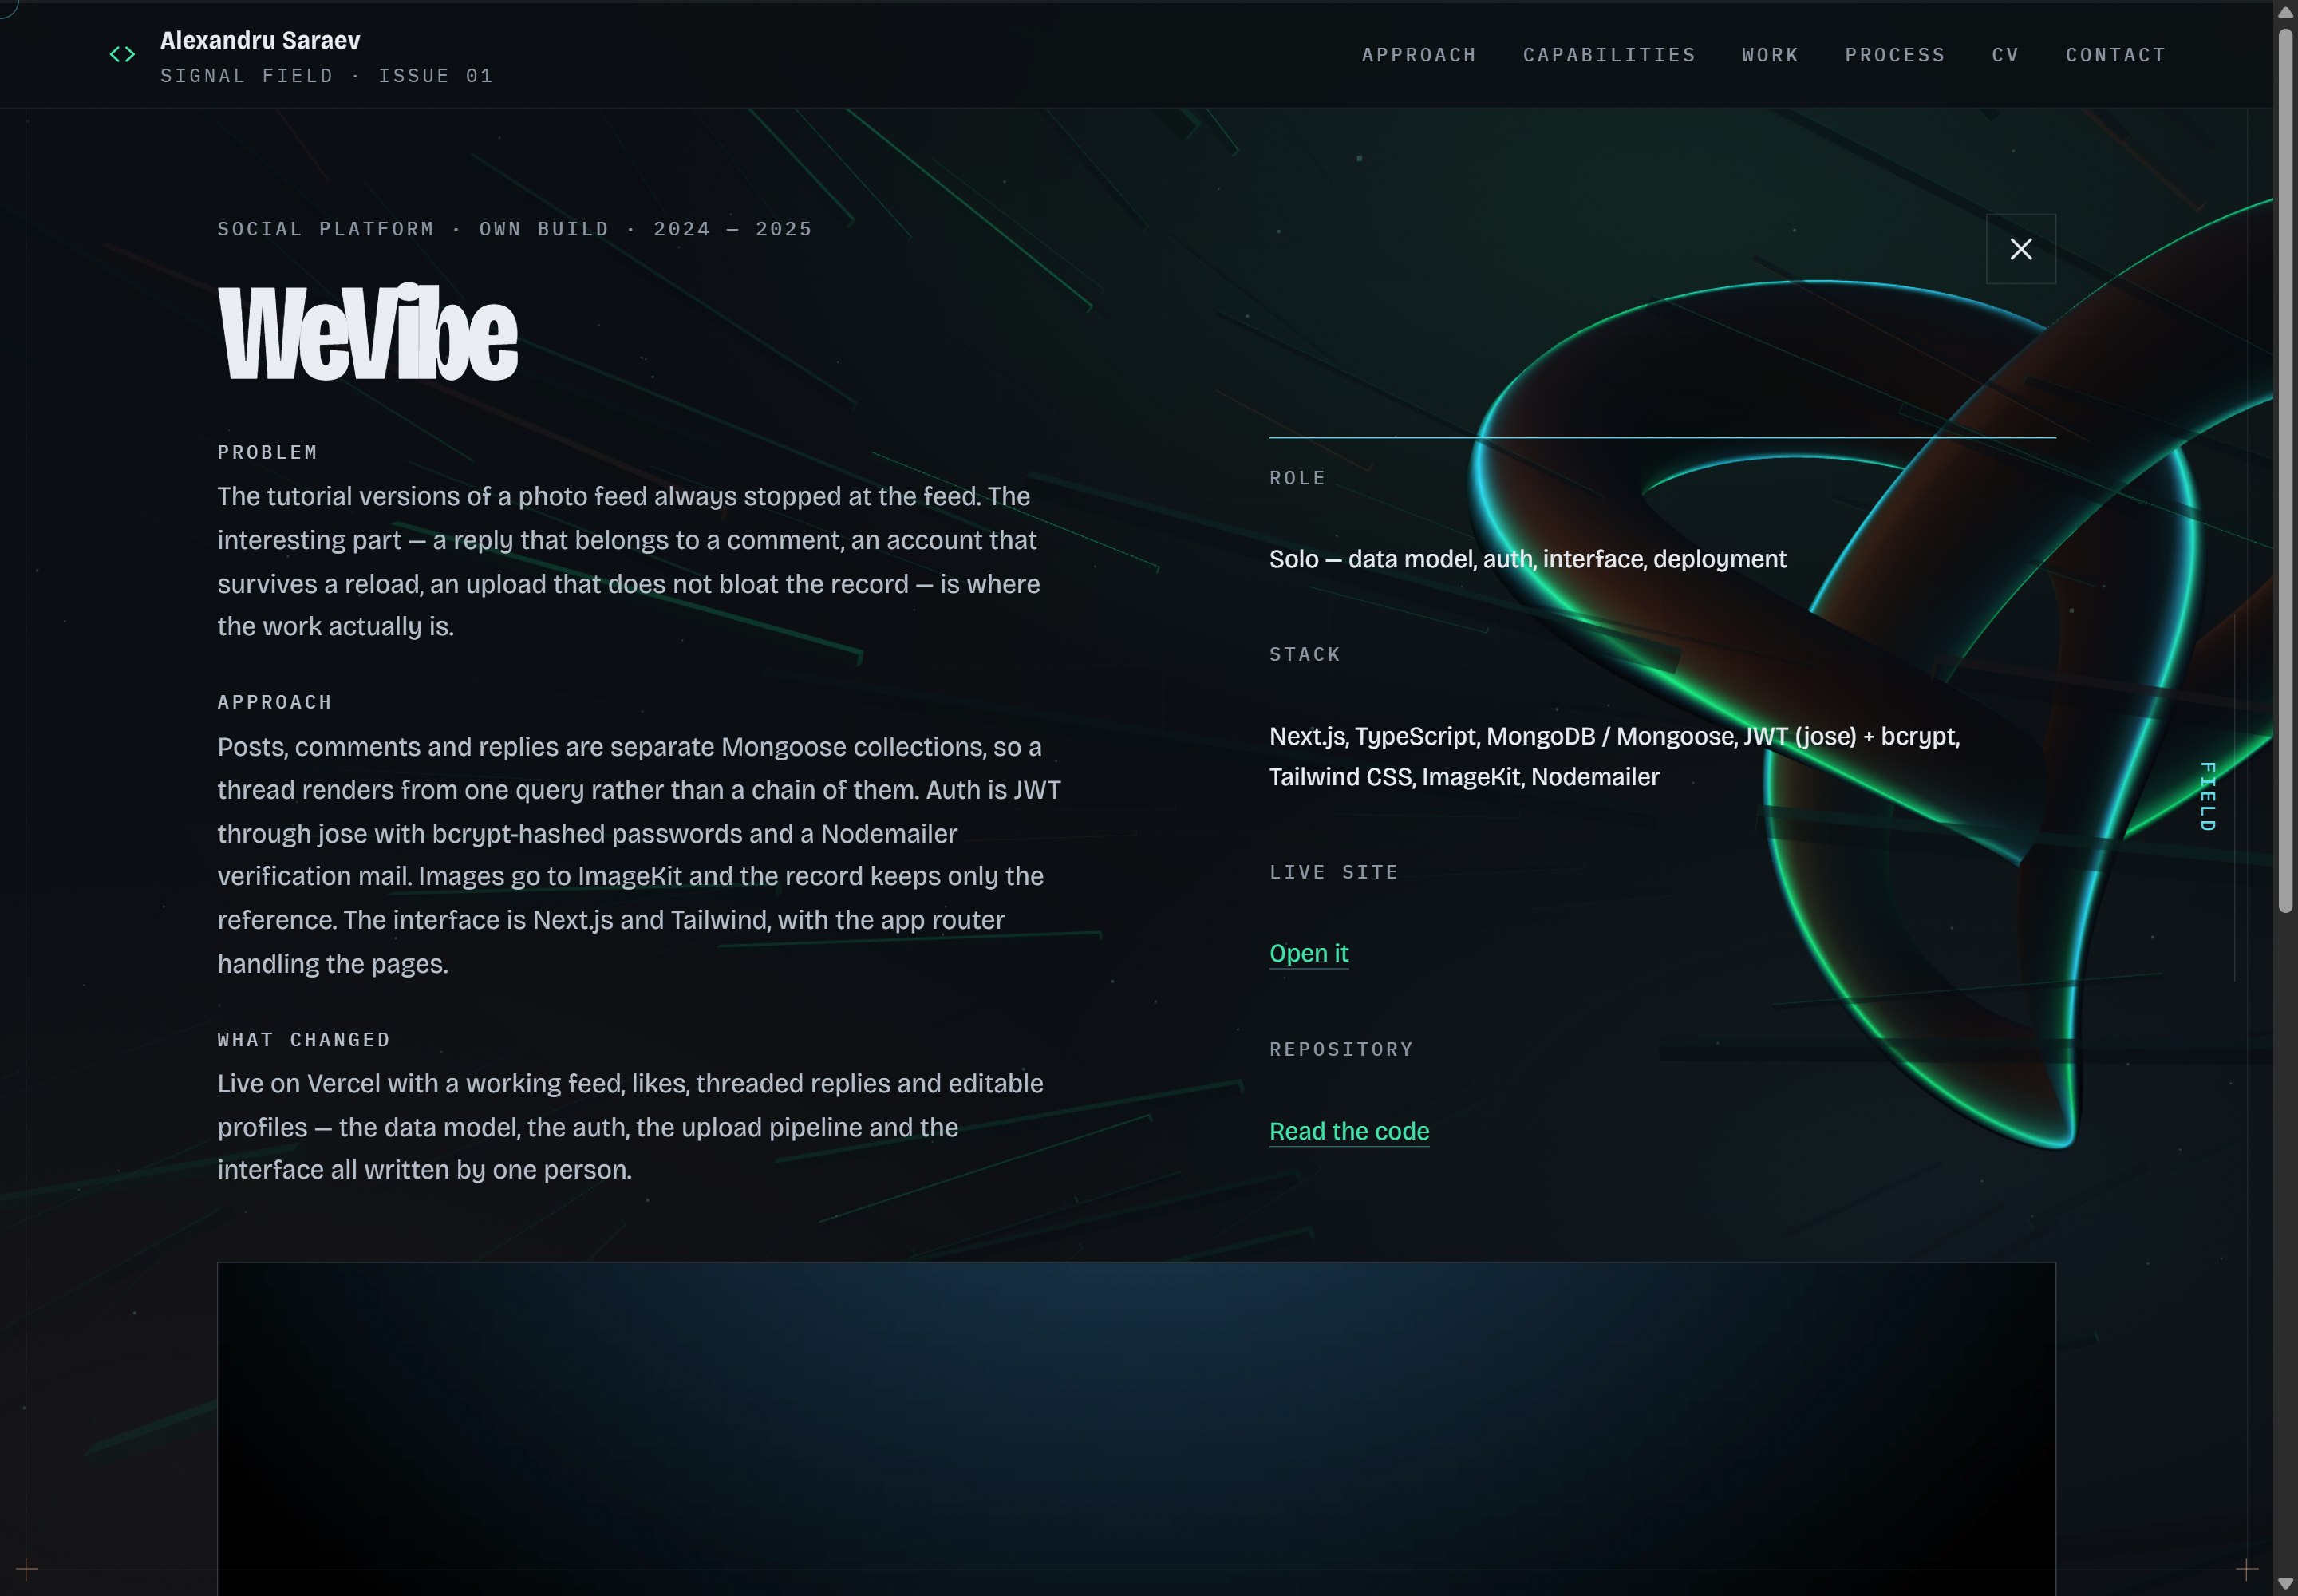 Alexandru Saraev
SIGNAL FIELD · ISSUE 01
APPROACH
CAPABILITIES
WORK
PROCESS
CV
CONTACT
SOCIAL PLATFORM · OWN BUILD · 2024 — 2025
WeVibe
PROBLEM
The tutorial versions of a photo feed always stopped at the feed. The
interesting part — a reply that belongs to a comment, an account that
survives a reload, an upload that does not bloat the record — is where
the work actually is.
APPROACH
Posts, comments and replies are separate Mongoose collections, so a
thread renders from one query rather than a chain of them. Auth is JWT
through jose with bcrypt-hashed passwords and a Nodemailer
verification mail. Images go to ImageKit and the record keeps only the
reference. The interface is Next.js and Tailwind, with the app router
handling the pages.
WHAT CHANGED
Live on Vercel with a working feed, likes, threaded replies and editable
profiles — the data model, the auth, the upload pipeline and the
interface all written by one person.
ROLE
Solo — data model, auth, interface, deployment
STACK
Next.js, TypeScript, MongoDB / Mongoose, JWT (jose) + bcrypt,
Tailwind CSS, ImageKit, Nodemailer
LIVE SITE
Open it
REPOSITORY
Read the code
FIELD